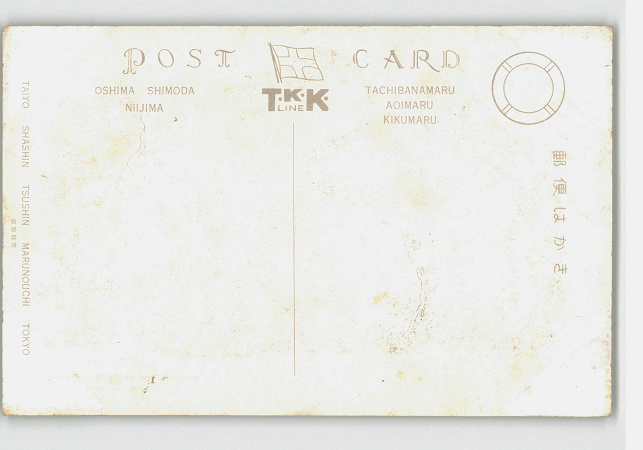 POST CARD
OSHIMA SHIMODA
NIIJIMA
T.K.K.
LINE
TACHIBANAMARU
AOIMARU
KIKUMARU
郵便はがき
TAIYO SHASHIN TSUSHIN MARUNOUCHI TOKYO